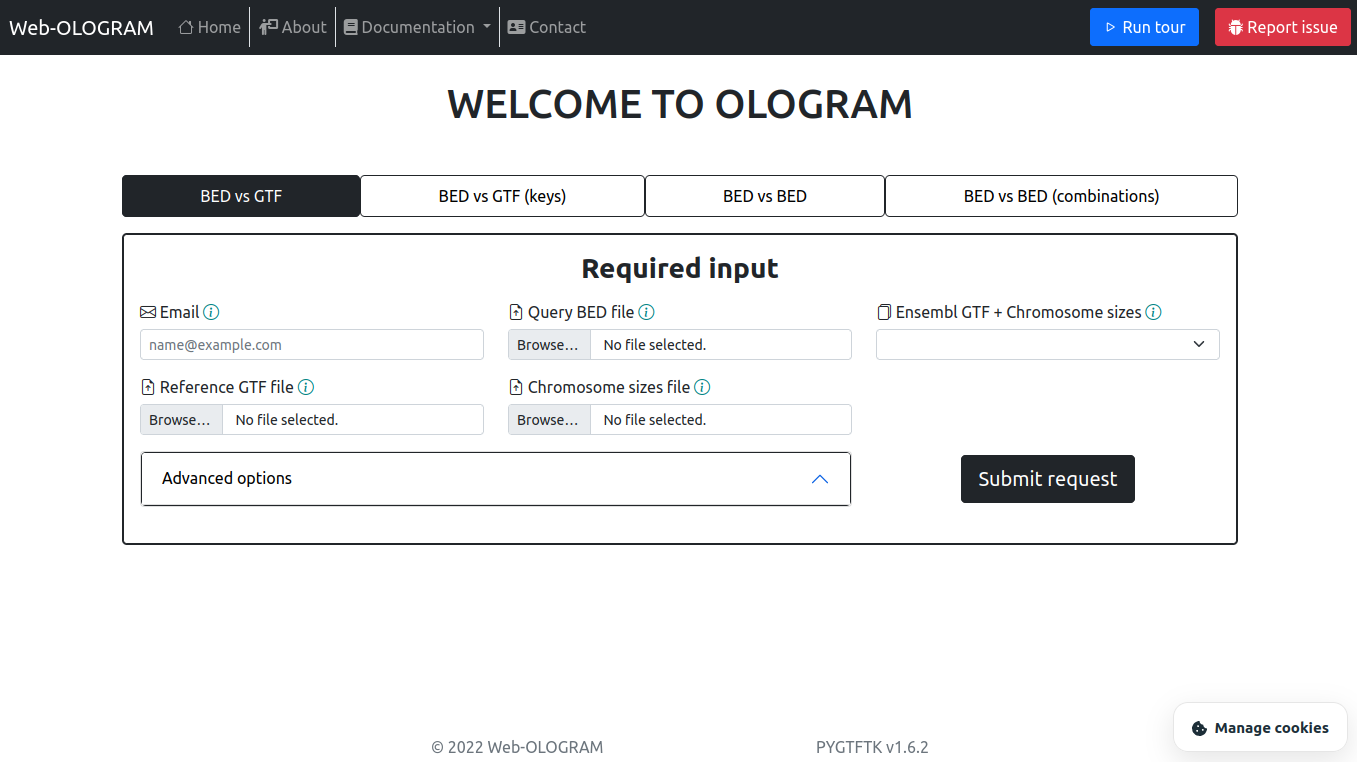 Web-OLOGRAM Home About Documentation Contact Run tour Report issue
WELCOME TO OLOGRAM
BED vs GTF BED vs GTF (keys) BED vs BED BED vs BED (combinations)
Required input
Email Query BED file Ensembl GTF + Chromosome sizes
name@example.com Browse... No file selected.
Reference GTF file Chromosome sizes file
Browse... No file selected. Browse... No file selected.
Advanced options Submit request
Manage cookies
© 2022 Web-OLOGRAM PYGTFTK v1.6.2